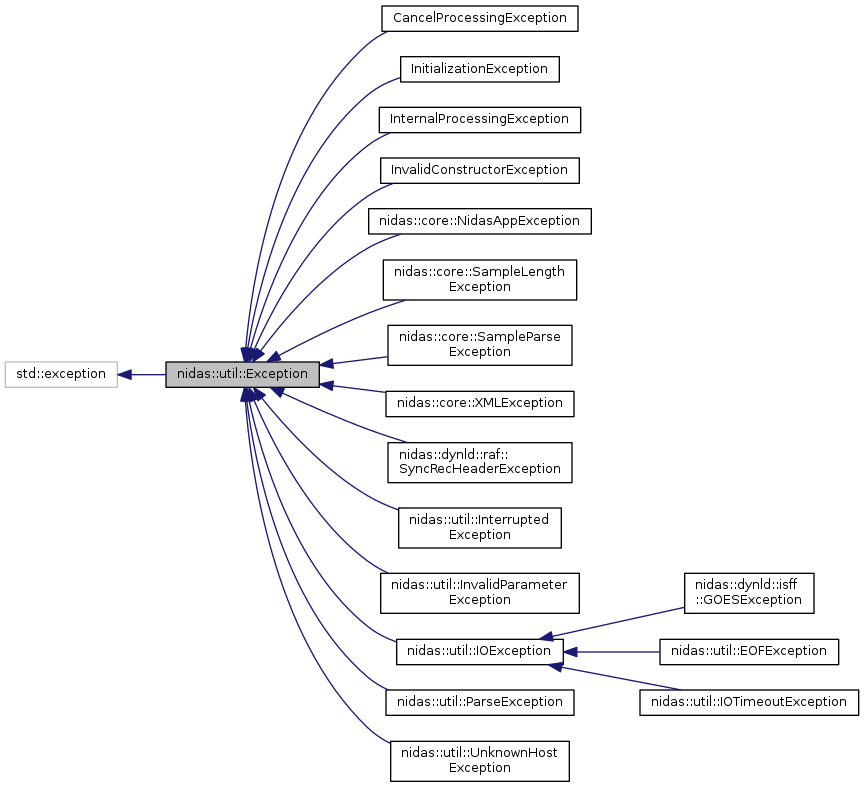 CancelProcessingException
InitializationException
InternalProcessingException
InvalidConstructorException
nidas::core::NidasAppException
nidas::core::SampleLength
Exception
nidas::core::SampleParse
Exception
std::exception
nidas::util::Exception
nidas::core::XMLException
nidas::dynld::raf::
SyncRecHeaderException
nidas::util::Interrupted
Exception
nidas::util::InvalidParameter
Exception
nidas::dynld::isff
::GOESException
nidas::util::IOException
nidas::util::EOFException
nidas::util::ParseException
nidas::util::IOTimeoutException
nidas::util::UnknownHost
Exception